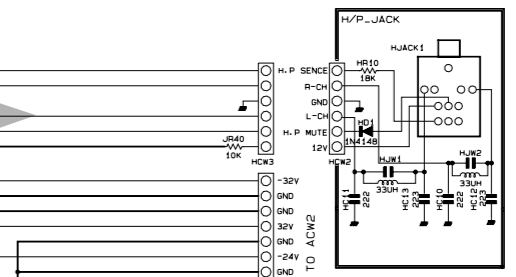 H/P_JACK
HJACK1
H.P SENCE
HR10
18K
R-CH
GND
L-CH
HD1
H.P MUTE
1N4148
JR40
10K
12V
HCW3
HCW2
HJW1
HJW2
33UH
33UH
HC11
222
HC13
223
HC10
222
HC12
223
-32V
GND
GND
32V
GND
-24V
GND
TO ACW2